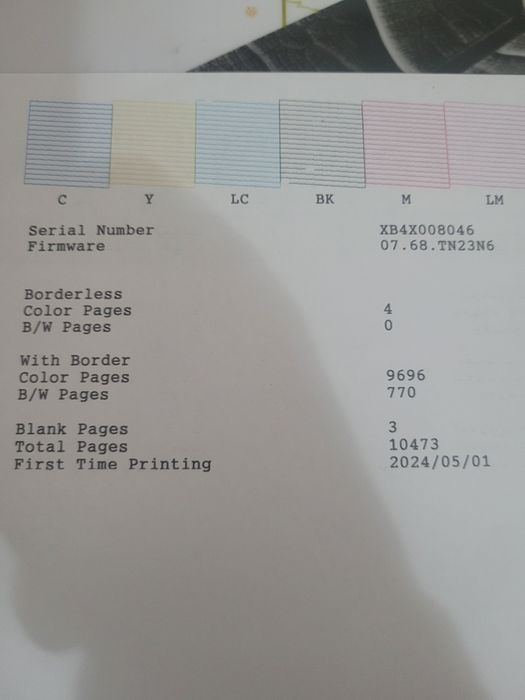 C Y LC BK M LM
Serial Number XB4X008046
Firmware 07.68.TN23N6
Borderless
Color Pages 4
B/W Pages 0
With Border
Color Pages 9696
B/W Pages 770
Blank Pages 3
Total Pages 10473
First Time Printing 2024/05/01